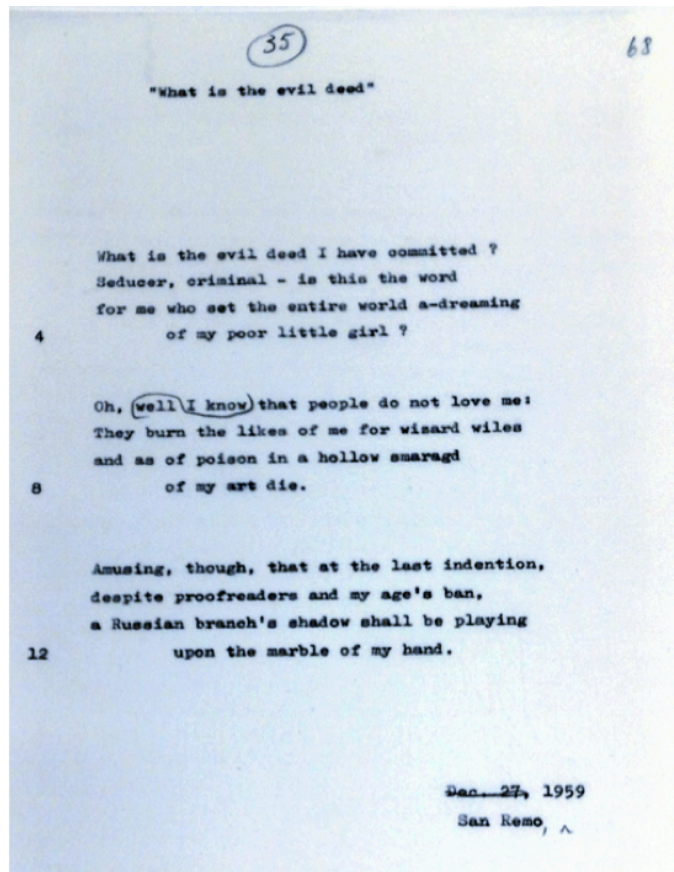 35
68
"What is the evil deed"
What is the evil deed I have committed ?
Seducer, criminal - is this the word
for me who set the entire world a-dreaming
4 of my poor little girl ?
Oh, well I know that people do not love me:
They burn the likes of me for wizard wiles
and as of poison in a hollow smaragd
8 of my art die.
Amusing, though, that at the last indention,
despite proofreaders and my age's ban,
a Russian branch's shadow shall be playing
12 upon the marble of my hand.
Dec. 27, 1959
San Remo,